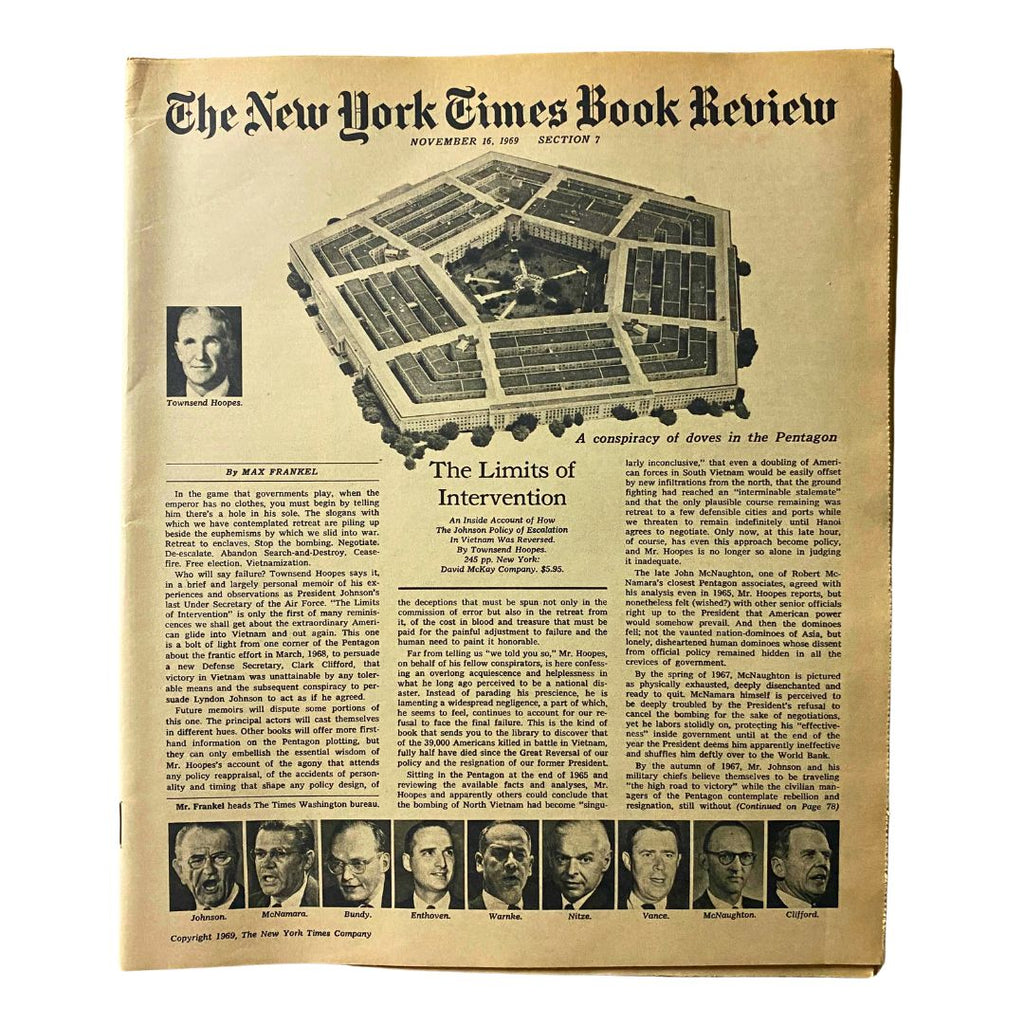 The New York Times Book Review
NOVEMBER 16, 1969 SECTION 7
Townsend Hoopes.
A conspiracy of doves in the Pentagon
By MAX FRANKEL
In the game that governments play, when the
emperor has no clothes, you must begin by telling
him there's a hole in his sole. The slogans with
which we have contemplated retreat are piling up
beside the euphemisms by which we slid into war.
Retreat to enclaves. Stop the bombing. Negotiate.
De-escalate. Abandon Search-and-Destroy. Cease-
fire. Free election. Vietnamization.
Who will say failure? Townsend Hoopes says it,
in a brief and largely personal memoir of his ex-
periences and observations as President Johnson's
last Under Secretary of the Air Force. "The Limits
of Intervention" is only the first of many reminis-
cences we shall get about the extraordinary Ameri-
can glide into Vietnam and out again. This one
is a bolt of light from one corner of the Pentagon
about the frantic effort in March, 1968, to persuade
a new Defense Secretary, Clark Clifford, that
victory in Vietnam was unattainable by any toler-
able means and the subsequent conspiracy to per-
suade Lyndon Johnson to act as if he agreed.
Future memoirs will dispute some portions of
this one. The principal actors will cast themselves
in different hues. Other books will offer more first-
hand information on the Pentagon plotting, but
they can only embellish the essential wisdom of
Mr. Hoopes's account of the agony that attends
any policy reappraisal, of the accidents of person-
ality and timing that shape any policy design, of
Mr. Frankel heads The Times Washington bureau.
The Limits of
Intervention
An Inside Account of How
The Johnson Policy of Escalation
In Vietnam Was Reversed.
By Townsend Hoopes.
245 pp. New York:
David McKay Company. $5.95.
the deceptions that must be spun not only in the
commission of error but also in the retreat from
it, of the cost in blood and treasure that must be
paid for the painful adjustment to failure and the
human need to paint it honorable.
Far from telling us "we told you so," Mr. Hoopes,
on behalf of his fellow conspirators, is here confess-
ing an overlong acquiescence and helplessness in
what he long ago perceived to be a national dis-
aster. Instead of parading his prescience, he is
lamenting a widespread negligence, a part of which,
he seems to feel, continues to account for our re-
fusal to face the final failure. This is the kind of
book that sends you to the library to discover that
of the 39,000 Americans killed in battle in Vietnam,
fully half have died since the Great Reversal of our
policy and the resignation of our former President.
Sitting in the Pentagon at the end of 1965 and
reviewing the available facts and analyses, Mr.
Hoopes and apparently others could conclude that
the bombing of North Vietnam had become "singu-
larly inconclusive," that even a doubling of Ameri-
can forces in South Vietnam would be easily offset
by new infiltrations from the north, that the ground
fighting had reached an "interminable stalemate"
and that the only plausible course remaining was
retreat to a few defensible cities and ports while
we threaten to remain indefinitely until Hanoi
agrees to negotiate. Only now, at this late hour,
of course, has even this approach become policy,
and Mr. Hoopes is no longer so alone in judging
it inadequate.
The late John McNaughton, one of Robert Mc-
Namara's closest Pentagon associates, agreed with
his analysis even in 1965, Mr. Hoopes reports, but
nonetheless felt (wished?) with other senior officials
right up to the President that American power
would somehow prevail. And then the dominoes
fell; not the vaunted nation-dominoes of Asia, but
lonely, disheartened human dominoes whose dissent
from official policy remained hidden in all the
crevices of government.
By the spring of 1967, McNaughton is pictured
as physically exhausted, deeply disenchanted and
ready to quit. McNamara himself is perceived to
be deeply troubled by the President's refusal to
cancel the bombing for the sake of negotiations,
yet he labors stolidly on, protecting his "effective-
ness" inside government until at the end of the
year the President deems him apparently ineffective
and shuffles him deftly over to the World Bank.
By the autumn of 1967, Mr. Johnson and his
military chiefs believe themselves to be traveling
"the high road to victory" while the civilian man-
agers of the Pentagon contemplate rebellion and
resignation, still without (Continued on Page 78)
Johnson.
McNamara.
Bundy.
Enthoven.
Warnke.
Nitze.
Vance.
McNaughton.
Clifford.
Copyright 1969, The New York Times Company